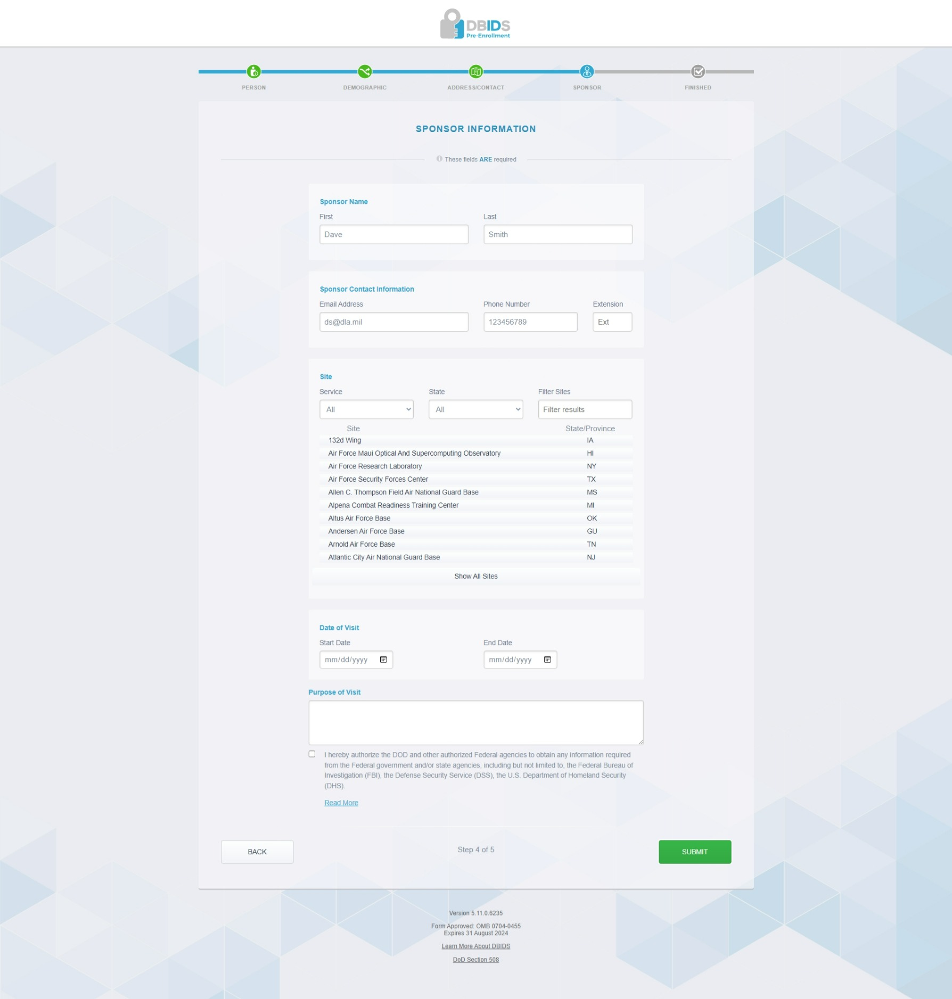 DBIDS
Pre-Enrollment
PERSON
DEMOGRAPHIC
ADDRESS/CONTACT
SPONSOR
FINISHED
SPONSOR INFORMATION
These fields ARE required
Sponsor Name
First Last
Dave Smith
Sponsor Contact Information
Email Address Phone Number Extension
ds@dla.mil 123456789 Ext
Site
Service State Filter Sites
All All Filter results
Site State/Province
132d Wing IA
Air Force Maui Optical And Supercomputing Observatory HI
Air Force Research Laboratory NY
Air Force Security Forces Center TX
Allen C. Thompson Field Air National Guard Base MS
Alpena Combat Readiness Training Center MI
Altus Air Force Base OK
Andersen Air Force Base GU
Arnold Air Force Base TN
Atlantic City Air National Guard Base NJ
Show All Sites
Date of Visit
Start Date End Date
mm/dd/yyyy mm/dd/yyyy
Purpose of Visit
I hereby authorize the DOD and other authorized Federal agencies to obtain any information required
from the Federal government and/or state agencies, including but not limited to, the Federal Bureau of
Investigation (FBI), the Defense Security Service (DSS), the U.S. Department of Homeland Security
(DHS).
Read More
BACK Step 4 of 5 SUBMIT
Version 5.11.0.6235
Form Approved: OMB 0704-0455
Expires 31 August 2024
Learn More About DBIDS
DoD Section 508